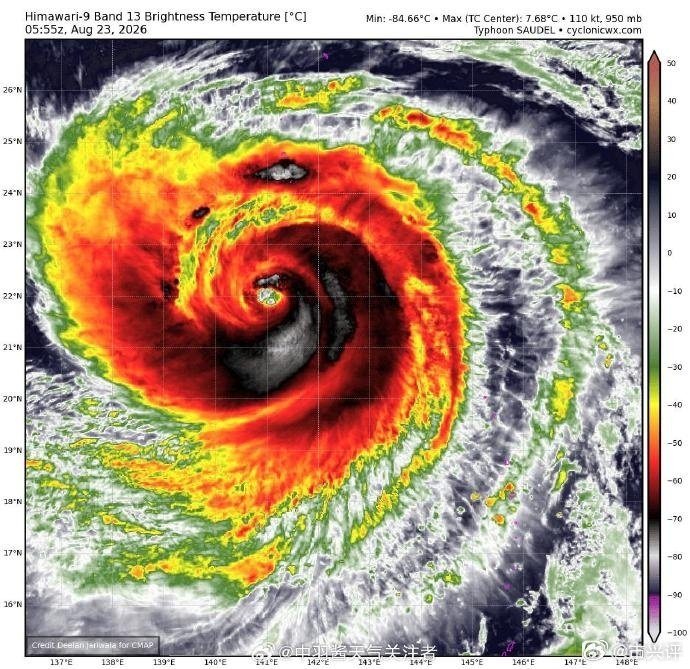 Himawari-9 Band 13 Brightness Temperature [°C]
05:55z, Aug 23, 2026
Min: -84.66°C • Max (TC Center): 7.68°C • 110 kt, 950 mb
Typhoon SAUDEL • cyclonicwx.com
26°N
25°N
24°N
23°N
22°N
21°N
20°N
19°N
18°N
17°N
16°N
50
40
30
20
10
0
−10
−20
−30
−40
−50
−60
−70
−80
−90
−100
Credit Deelan Jariwala for CMAP
@中羽酱天气关注者
137°E 138°E 139°E 140°E 141°E 142°E 143°E 144°E 145°E 146°E 147°E 148°E